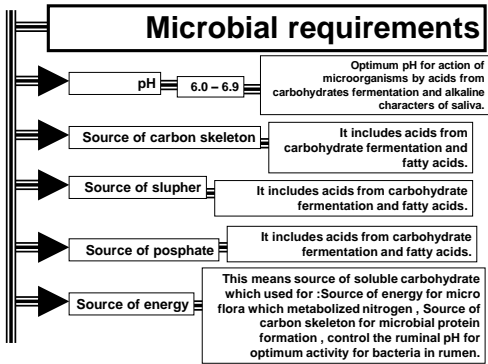 Microbial requirements
pH
6.0 – 6.9
Optimum pH for action of
microorganisms by acids from
carbohydrates fermentation and alkaline
characters of saliva.
Source of carbon skeleton
It includes acids from
carbohydrate fermentation and
fatty acids.
Source of slupher
It includes acids from carbohydrate
fermentation and fatty acids.
Source of posphate
It includes acids from carbohydrate
fermentation and fatty acids.
Source of energy
This means source of soluble carbohydrate
which used for :Source of energy for micro
flora which metabolized nitrogen , Source of
carbon skeleton for microbial protein
formation , control the ruminal pH for
optimum activity for bacteria in rumen.